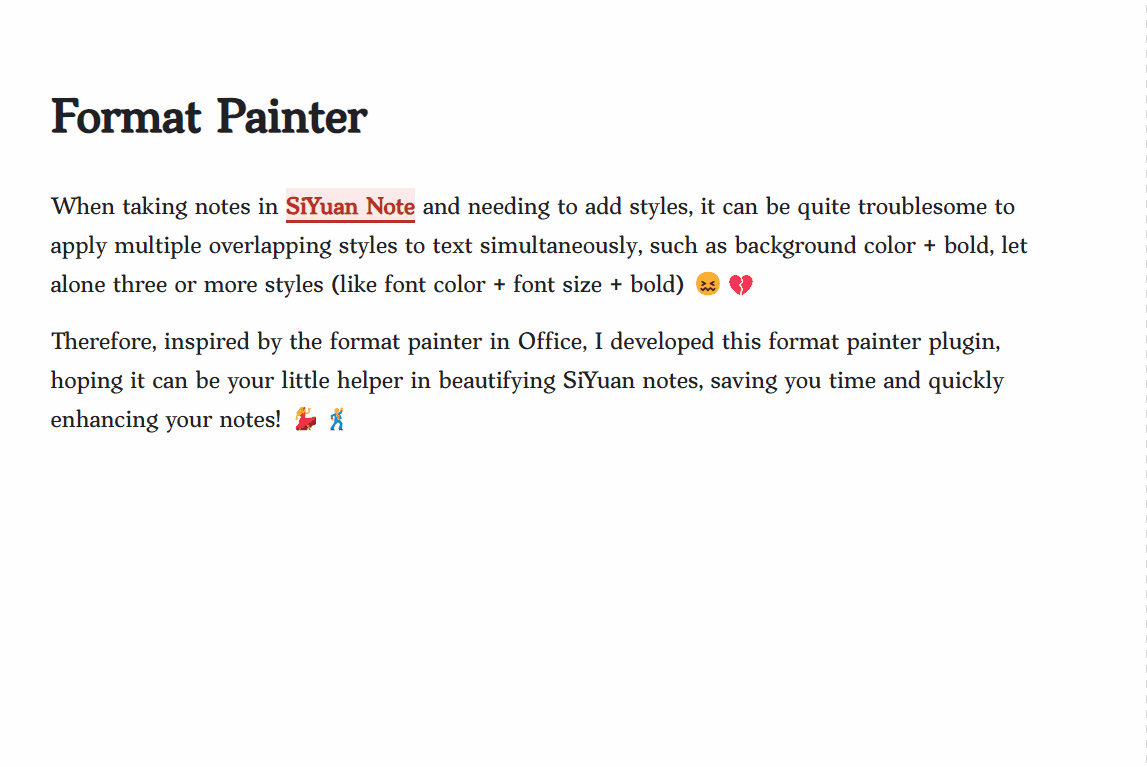 Format Painter
When taking notes in SiYuan Note and needing to add styles, it can be quite troublesome to
apply multiple overlapping styles to text simultaneously, such as background color + bold, let
alone three or more styles (like font color + font size + bold) 😖 💔
Therefore, inspired by the format painter in Office, I developed this format painter plugin,
hoping it can be your little helper in beautifying SiYuan notes, saving you time and quickly
enhancing your notes! 💃 🕺